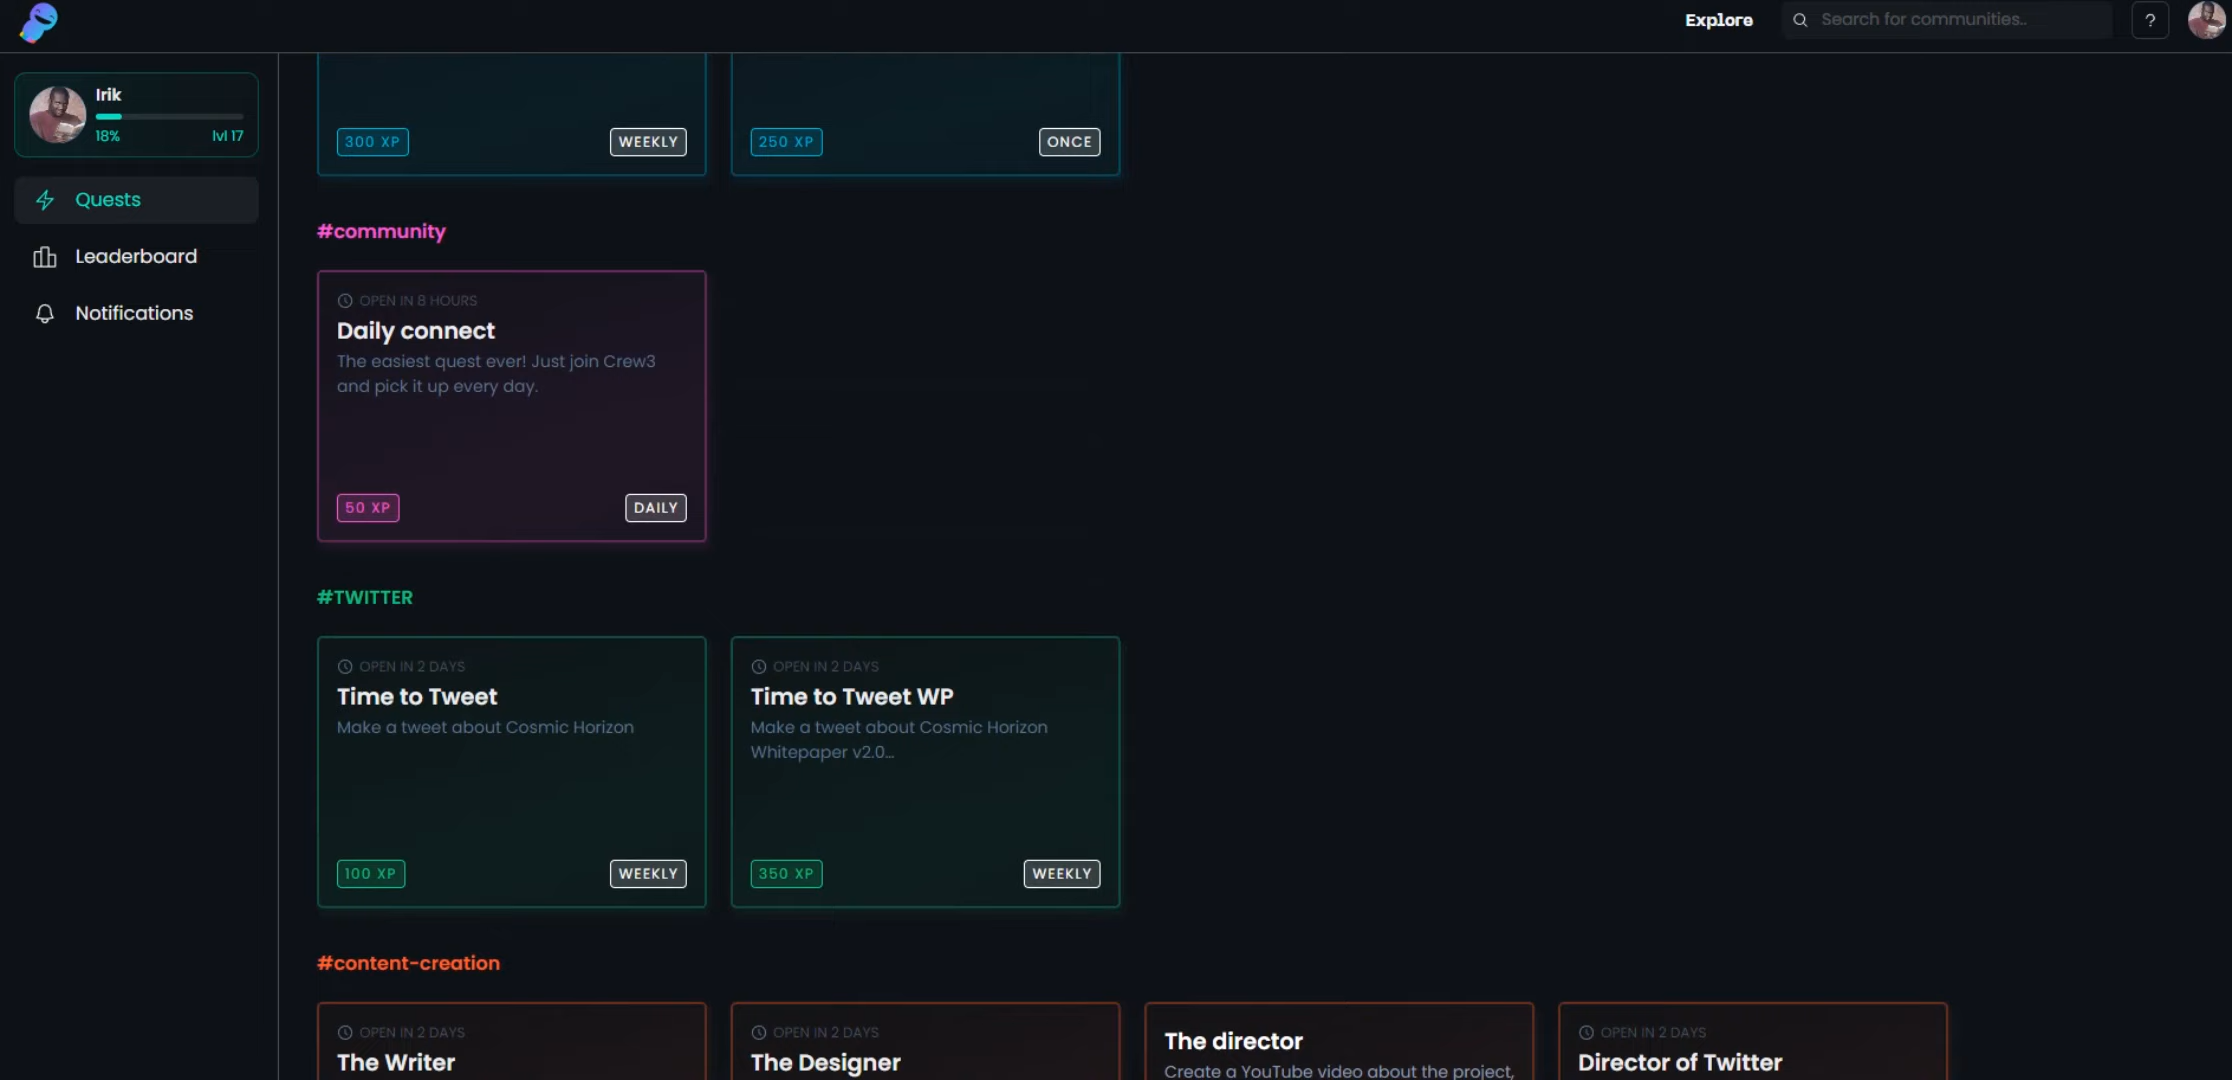 Explore
Search for communities..
?
Irik
18%
lvl 17
Quests
Leaderboard
Notifications
300 XP
WEEKLY
250 XP
ONCE
#community
OPEN IN 8 HOURS
Daily connect
The easiest quest ever! Just join Crew3
and pick it up every day.
50 XP
DAILY
#TWITTER
OPEN IN 2 DAYS
Time to Tweet
Make a tweet about Cosmic Horizon
100 XP
WEEKLY
OPEN IN 2 DAYS
Time to Tweet WP
Make a tweet about Cosmic Horizon
Whitepaper v2.0...
350 XP
WEEKLY
#content-creation
OPEN IN 2 DAYS
The Writer
OPEN IN 2 DAYS
The Designer
The director
Create a YouTube video about the project,
OPEN IN 2 DAYS
Director of Twitter